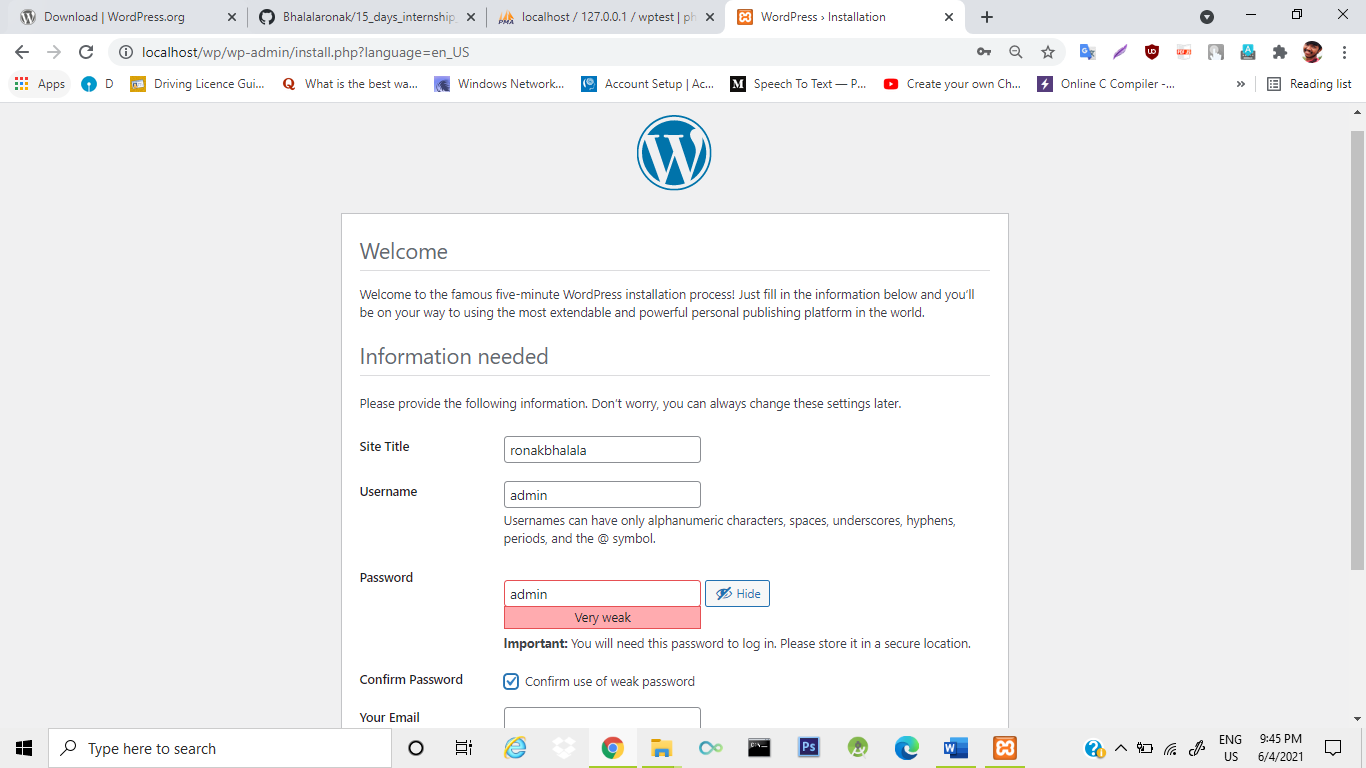 Download | WordPress.org
Bhalalaronak/15_days_internship
localhost / 127.0.0.1 / wptest | ph
WordPress › Installation
localhost/wp/wp-admin/install.php?language=en_US
Apps
D
Driving Licence Gui...
What is the best wa...
Windows Network...
Account Setup | Ac...
Speech To Text — P...
Create your own Ch...
Online C Compiler -...
»
Reading list
Welcome
Welcome to the famous five-minute WordPress installation process! Just fill in the information below and you’ll
be on your way to using the most extendable and powerful personal publishing platform in the world.
Information needed
Please provide the following information. Don’t worry, you can always change these settings later.
Site Title
ronakbhalala
Username
admin
Usernames can have only alphanumeric characters, spaces, underscores, hyphens,
periods, and the @ symbol.
Password
admin
Hide
Very weak
Important: You will need this password to log in. Please store it in a secure location.
Confirm Password
Confirm use of weak password
Your Email
Type here to search
ENG
US
9:45 PM
6/4/2021